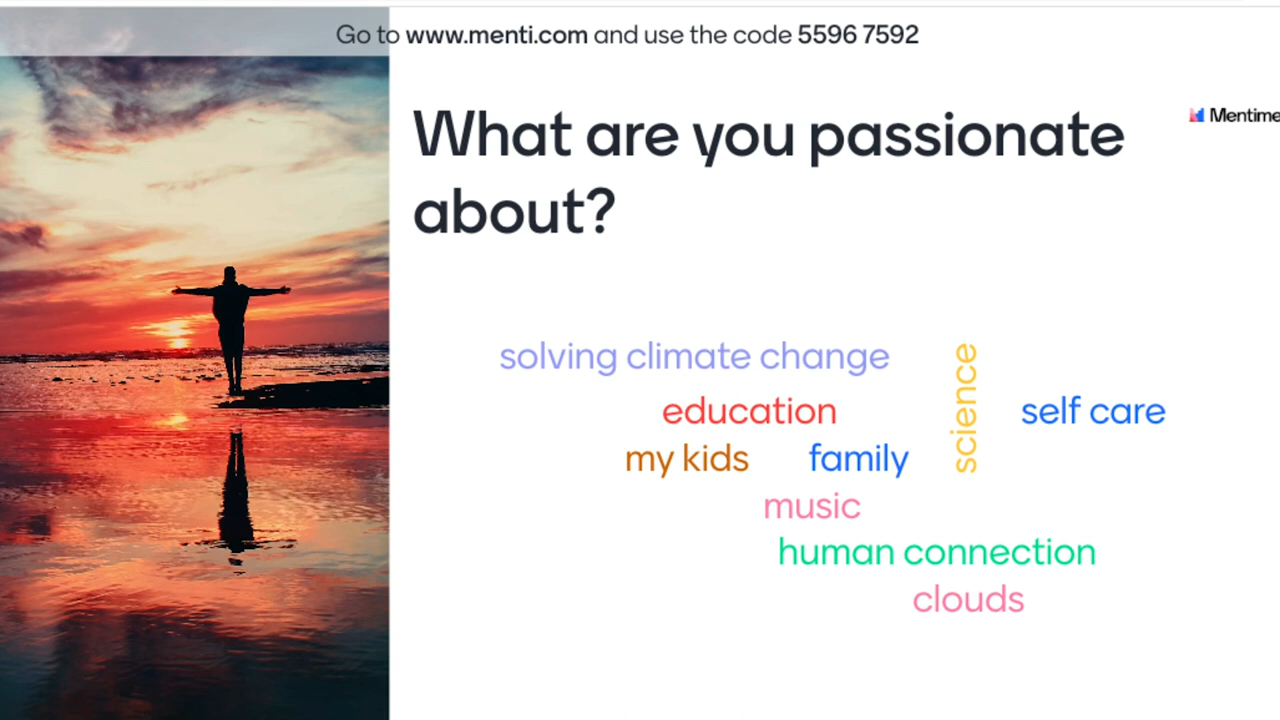 Go to www.menti.com and use the code 5596 7592
Mentime
What are you passionate
about?
solving climate change
science
education
self care
my kids
family
music
human connection
clouds